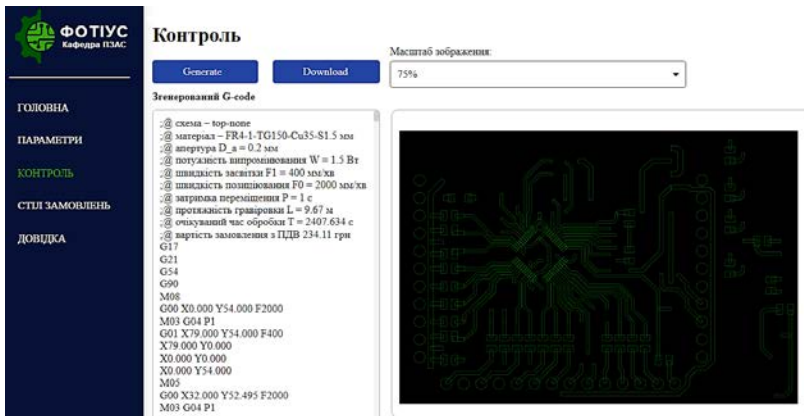 ФОТІУС
Кафедра ПЗАС
ГОЛОВНА
ПАРАМЕТРИ
КОНТРОЛЬ
СТІЛ ЗАМОВЛЕНЬ
ДОВІДКА
Контроль
Масштаб зображення:
Generate
Download
75%
Згенерований G-code
;@ схема – top-none
;@ матеріал – FR4-1-TG150-Cu35-S1.5 мм
;@ апертура D_a = 0.2 мм
;@ потужність випромінювання W = 1.5 Вт
;@ швидкість засвітки F1 = 400 мм/хв
;@ швидкість позиціювання F0 = 2000 мм/хв
;@ затримка переміщення P = 1 с
;@ протяжність гравіровки L = 9.67 м
;@ очікуваний час обробки T = 2407.634 с
;@ вартість замовлення з ПДВ 234.11 грн
G17
G21
G54
G90
M08
G00 X0.000 Y54.000 F2000
M03 G04 P1
G01 X79.000 Y54.000 F400
X79.000 Y0.000
X0.000 Y0.000
X0.000 Y54.000
M05
G00 X32.000 Y52.495 F2000
M03 G04 P1